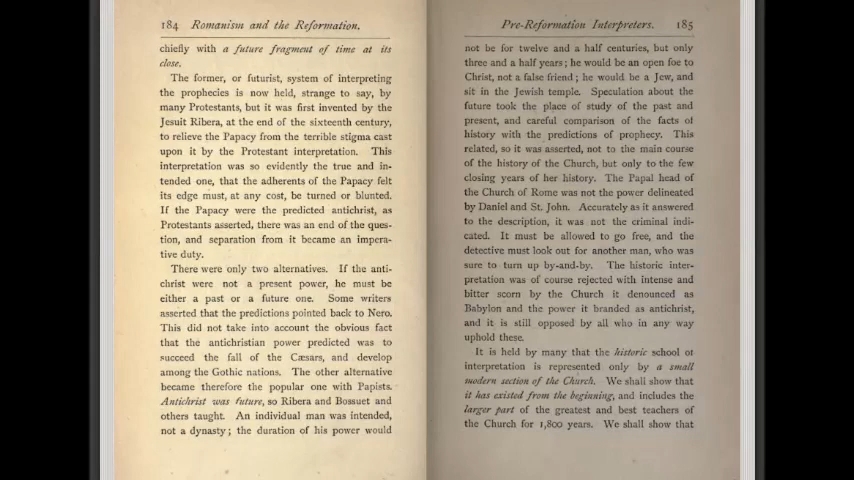 184 Romanism and the Reformation.
chiefly with a future fragment of time at its
close.
The former, or futurist, system of interpreting
the prophecies is now held, strange to say, by
many Protestants, but it was first invented by the
Jesuit Ribera, at the end of the sixteenth century,
to relieve the Papacy from the terrible stigma cast
upon it by the Protestant interpretation. This
interpretation was so evidently the true and in-
tended one, that the adherents of the Papacy felt
its edge must, at any cost, be turned or blunted.
If the Papacy were the predicted antichrist, as
Protestants asserted, there was an end of the ques-
tion, and separation from it became an impera-
tive duty.
There were only two alternatives. If the anti-
christ were not a present power, he must be
either a past or a future one. Some writers
asserted that the predictions pointed back to Nero.
This did not take into account the obvious fact
that the antichristian power predicted was to
succeed the fall of the Cæsars, and develop
among the Gothic nations. The other alternative
became therefore the popular one with Papists.
Antichrist was future, so Ribera and Bossuet and
others taught. An individual man was intended,
not a dynasty; the duration of his power would
Pre-Reformation Interpreters. 185
not be for twelve and a half centuries, but only
three and a half years; he would be an open foe to
Christ, not a false friend; he would be a Jew, and
sit in the Jewish temple. Speculation about the
future took the place of study of the past and
present, and careful comparison of the facts of
history with the predictions of prophecy. This
related, so it was asserted, not to the main course
of the history of the Church, but only to the few
closing years of her history. The Papal head of
the Church of Rome was not the power delineated
by Daniel and St. John. Accurately as it answered
to the description, it was not the criminal indi-
cated. It must be allowed to go free, and the
detective must look out for another man, who was
sure to turn up by-and-by. The historic inter-
pretation was of course rejected with intense and
bitter scorn by the Church it denounced as
Babylon and the power it branded as antichrist,
and it is still opposed by all who in any way
uphold these.
It is held by many that the historic school of
interpretation is represented only by a small
modern section of the Church. We shall show that
it has existed from the beginning, and includes the
larger part of the greatest and best teachers of
the Church for 1,800 years. We shall show that